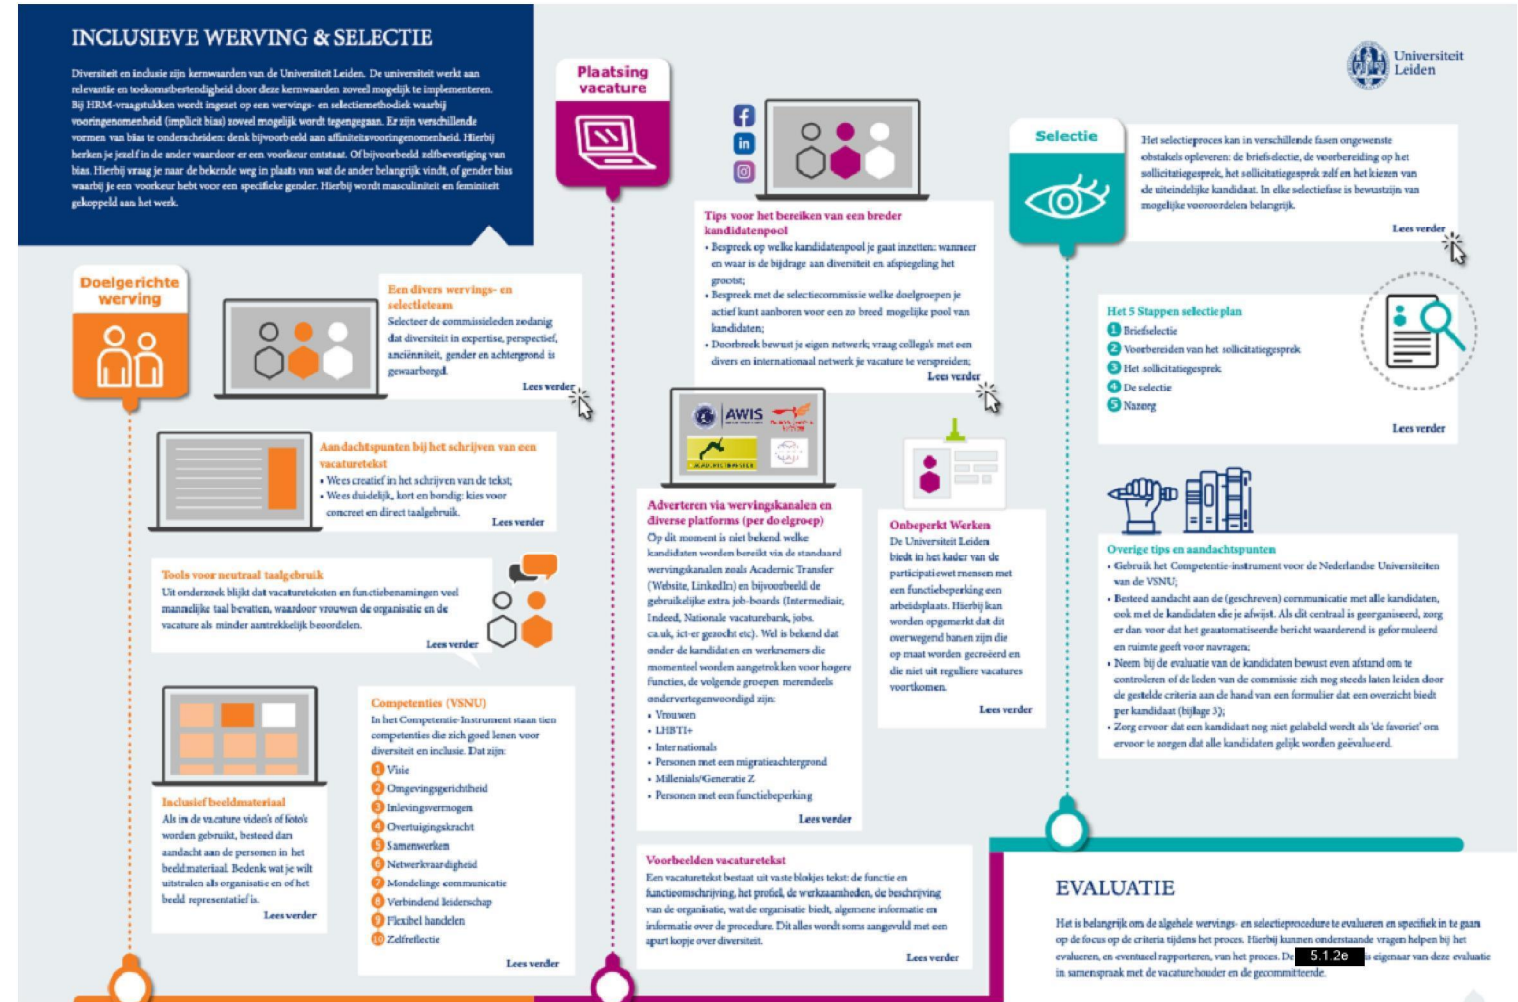 INCLUSIEVE WERVING & SELECTIE
Diversiteit en inclusie zijn kernwaarden van de Universiteit Leiden. De universiteit werkt aan
relevantie en toekomstbestendigheid door deze kernwaarden zoveel mogelijk te implementeren.
Bij HRM-vraagstukken wordt ingezet op een wervings- en selectiemethodiek waarbij
vooringenomenheid (implicit bias) zoveel mogelijk wordt tegengegaan. Er zijn verschillende
vormen van bias te onderscheiden: denk bijvoorbeeld aan affiniteitsvooringenomenheid. Hierbij
herken je jezelf in de ander waardoor er een voorkeur ontstaat. Of bijvoorbeeld zelfbevestiging van
bias. Hierbij vraag je naar de bekende weg in plaats van wat de ander belangrijk vindt, of gender bias
waarbij je een voorkeur hebt voor een specifieke gender. Hierbij wordt masculiniteit en feminiteit
gekoppeld aan het werk.
Doelgerichte
werving
Een divers wervings- en
selectieteam
Selecteer de commissieleden zodanig
dat diversiteit in expertise, perspectief,
anciënniteit, gender en achtergrond is
gewaarborgd.
Lees verder
Aandachtspunten bij het schrijven van een
vacaturetekst
• Wees creatief in het schrijven van de tekst;
• Wees duidelijk, kort en bondig: kies voor
concreet en direct taalgebruik.
Lees verder
Tools voor neutraal taalgebruik
Uit onderzoek blijkt dat vacatureteksten en functiebenamingen veel
mannelijke taal bevatten, waardoor vrouwen de organisatie en de
vacature als minder aantrekkelijk beoordelen.
Lees verder
Inclusief beeldmateriaal
Als in de vacature video's of foto's
worden gebruikt, besteed dan
aandacht aan de personen in het
beeldmateriaal. Bedenk wat je wilt
uitstralen als organisatie en of het
beeld representatief is.
Lees verder
Competenties (VSNU)
In het Competentie-Instrument staan tien
competenties die zich goed lenen voor
diversiteit en inclusie. Dat zijn:
1 Visie
2 Omgevingsgerichtheid
3 Inlevingsvermogen
4 Overtuigingskracht
5 Samenwerken
6 Netwerkvaardigheid
7 Mondelinge communicatie
8 Verbindend leiderschap
9 Flexibel handelen
10 Zelfreflectie
Lees verder
Plaatsing
vacature
Tips voor het bereiken van een breder
kandidatenpool
• Bespreek op welke kandidatenpool je gaat inzetten: wanneer
en waar is de bijdrage aan diversiteit en afspiegeling het
grootst;
• Bespreek met de selectiecommissie welke doelgroepen je
actief kunt aanboren voor een zo breed mogelijke pool van
kandidaten;
• Doorbreek bewust je eigen netwerk; vraag collega's met een
divers en internationaal netwerk je vacature te verspreiden;
Lees verder
AWIS
Adverteren via wervingskanalen en
diverse platforms (per doelgroep)
Op dit moment is niet bekend welke
kandidaten worden bereikt via de standaard
wervingskanalen zoals Academic Transfer
(Website, LinkedIn) en bijvoorbeeld de
gebruikelijke extra job-boards (Intermediair,
Indeed, Nationale vacaturebank, jobs.
ca.uk, ict-er gezocht etc). Wel is bekend dat
onder de kandidaten en werknemers die
momenteel worden aangetrokken voor hogere
functies, de volgende groepen merendeels
ondervertegenwoordigd zijn:
• Vrouwen
• LHBTI+
• Internationals
• Personen met een migratieachtergrond
• Millenials/Generatie Z
• Personen met een functiebeperking
Lees verder
Onbeperkt Werken
De Universiteit Leiden
biedt in het kader van de
participatiewet mensen met
een functiebeperking een
arbeidsplaats. Hierbij kan
worden opgemerkt dat dit
overwegend banen zijn die
op maat worden gecreëerd en
die niet uit reguliere vacatures
voortkomen.
Lees verder
Voorbeelden vacaturetekst
Een vacaturetekst bestaat uit vaste blokjes tekst: de functie en
functieomschrijving, het profiel, de werkzaamheden, de beschrijving
van de organisatie, wat de organisatie biedt, algemene informatie en
informatie over de procedure. Dit alles wordt soms aangevuld met een
apart kopje over diversiteit.
Lees verder
Universiteit
Leiden
Selectie
Het selectieproces kan in verschillende fasen ongewenste
obstakels opleveren: de briefselectie, de voorbereiding op het
sollicitatiegesprek, het sollicitatiegesprek zelf en het kiezen van
de uiteindelijke kandidaat. In elke selectiefase is bewustzijn van
mogelijke vooroordelen belangrijk.
Lees verder
Het 5 Stappen selectieplan
1 Briefselectie
2 Voorbereiden van het sollicitatiegesprek
3 Het sollicitatiegesprek
4 De selectie
5 Nazorg
Lees verder
Overige tips en aandachtspunten
• Gebruik het Competentie-instrument voor de Nederlandse Universiteiten
van de VSNU;
• Besteed aandacht aan de (geschreven) communicatie met alle kandidaten,
ook met de kandidaten die je afwijst. Als dit centraal is georganiseerd, zorg
er dan voor dat het geautomatiseerde bericht waarderend is geformuleerd
en ruimte geeft voor navragen;
• Neem bij de evaluatie van de kandidaten bewust even afstand om te
controleren of de leden van de commissie zich nog steeds laten leiden door
de gestelde criteria aan de hand van een formulier dat een overzicht biedt
per kandidaat (bijlage 3);
• Zorg ervoor dat een kandidaat nog niet gelabeld wordt als 'de favoriet' om
ervoor te zorgen dat alle kandidaten gelijk worden geëvalueerd.
EVALUATIE
Het is belangrijk om de algehele wervings- en selectieprocedure te evalueren en specifiek in te gaan
op de focus op de criteria tijdens het proces. Hierbij kunnen onderstaande vragen helpen bij het
evalueren, en eventueel rapporteren, van het proces. De 5.1.2e is eigenaar van deze evaluatie
in samenspraak met de vacaturehouder en de gecommitteerde.